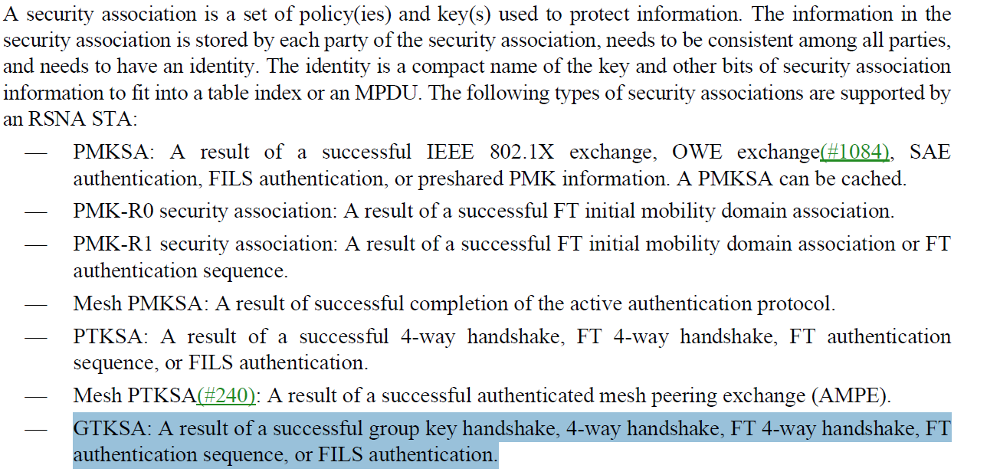 A security association is a set of policy(ies) and key(s) used to protect information. The information in the
security association is stored by each party of the security association, needs to be consistent among all parties,
and needs to have an identity. The identity is a compact name of the key and other bits of security association
information to fit into a table index or an MPDU. The following types of security associations are supported by
an RSNA STA:
— PMKSA: A result of a successful IEEE 802.1X exchange, OWE exchange(#1084), SAE
authentication, FILS authentication, or preshared PMK information. A PMKSA can be cached.
— PMK-R0 security association: A result of a successful FT initial mobility domain association.
— PMK-R1 security association: A result of a successful FT initial mobility domain association or FT
authentication sequence.
— Mesh PMKSA: A result of successful completion of the active authentication protocol.
— PTKSA: A result of a successful 4-way handshake, FT 4-way handshake, FT authentication
sequence, or FILS authentication.
— Mesh PTKSA(#240): A result of a successful authenticated mesh peering exchange (AMPE).
— GTKSA: A result of a successful group key handshake, 4-way handshake, FT 4-way handshake, FT
authentication sequence, or FILS authentication.